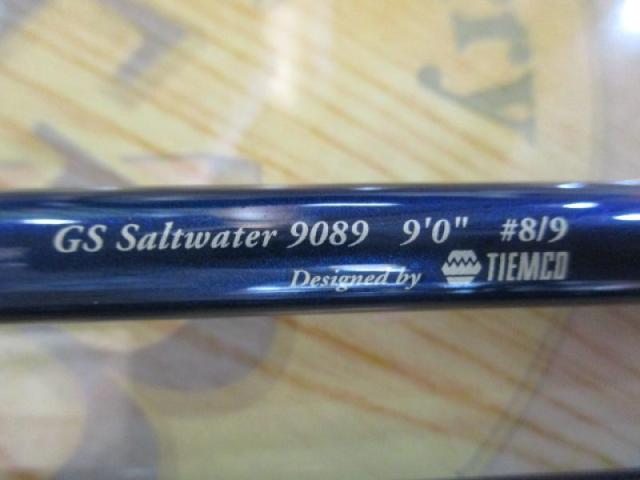 GS Saltwater 9089 9'0" #8/9
Designed by TIEMCO